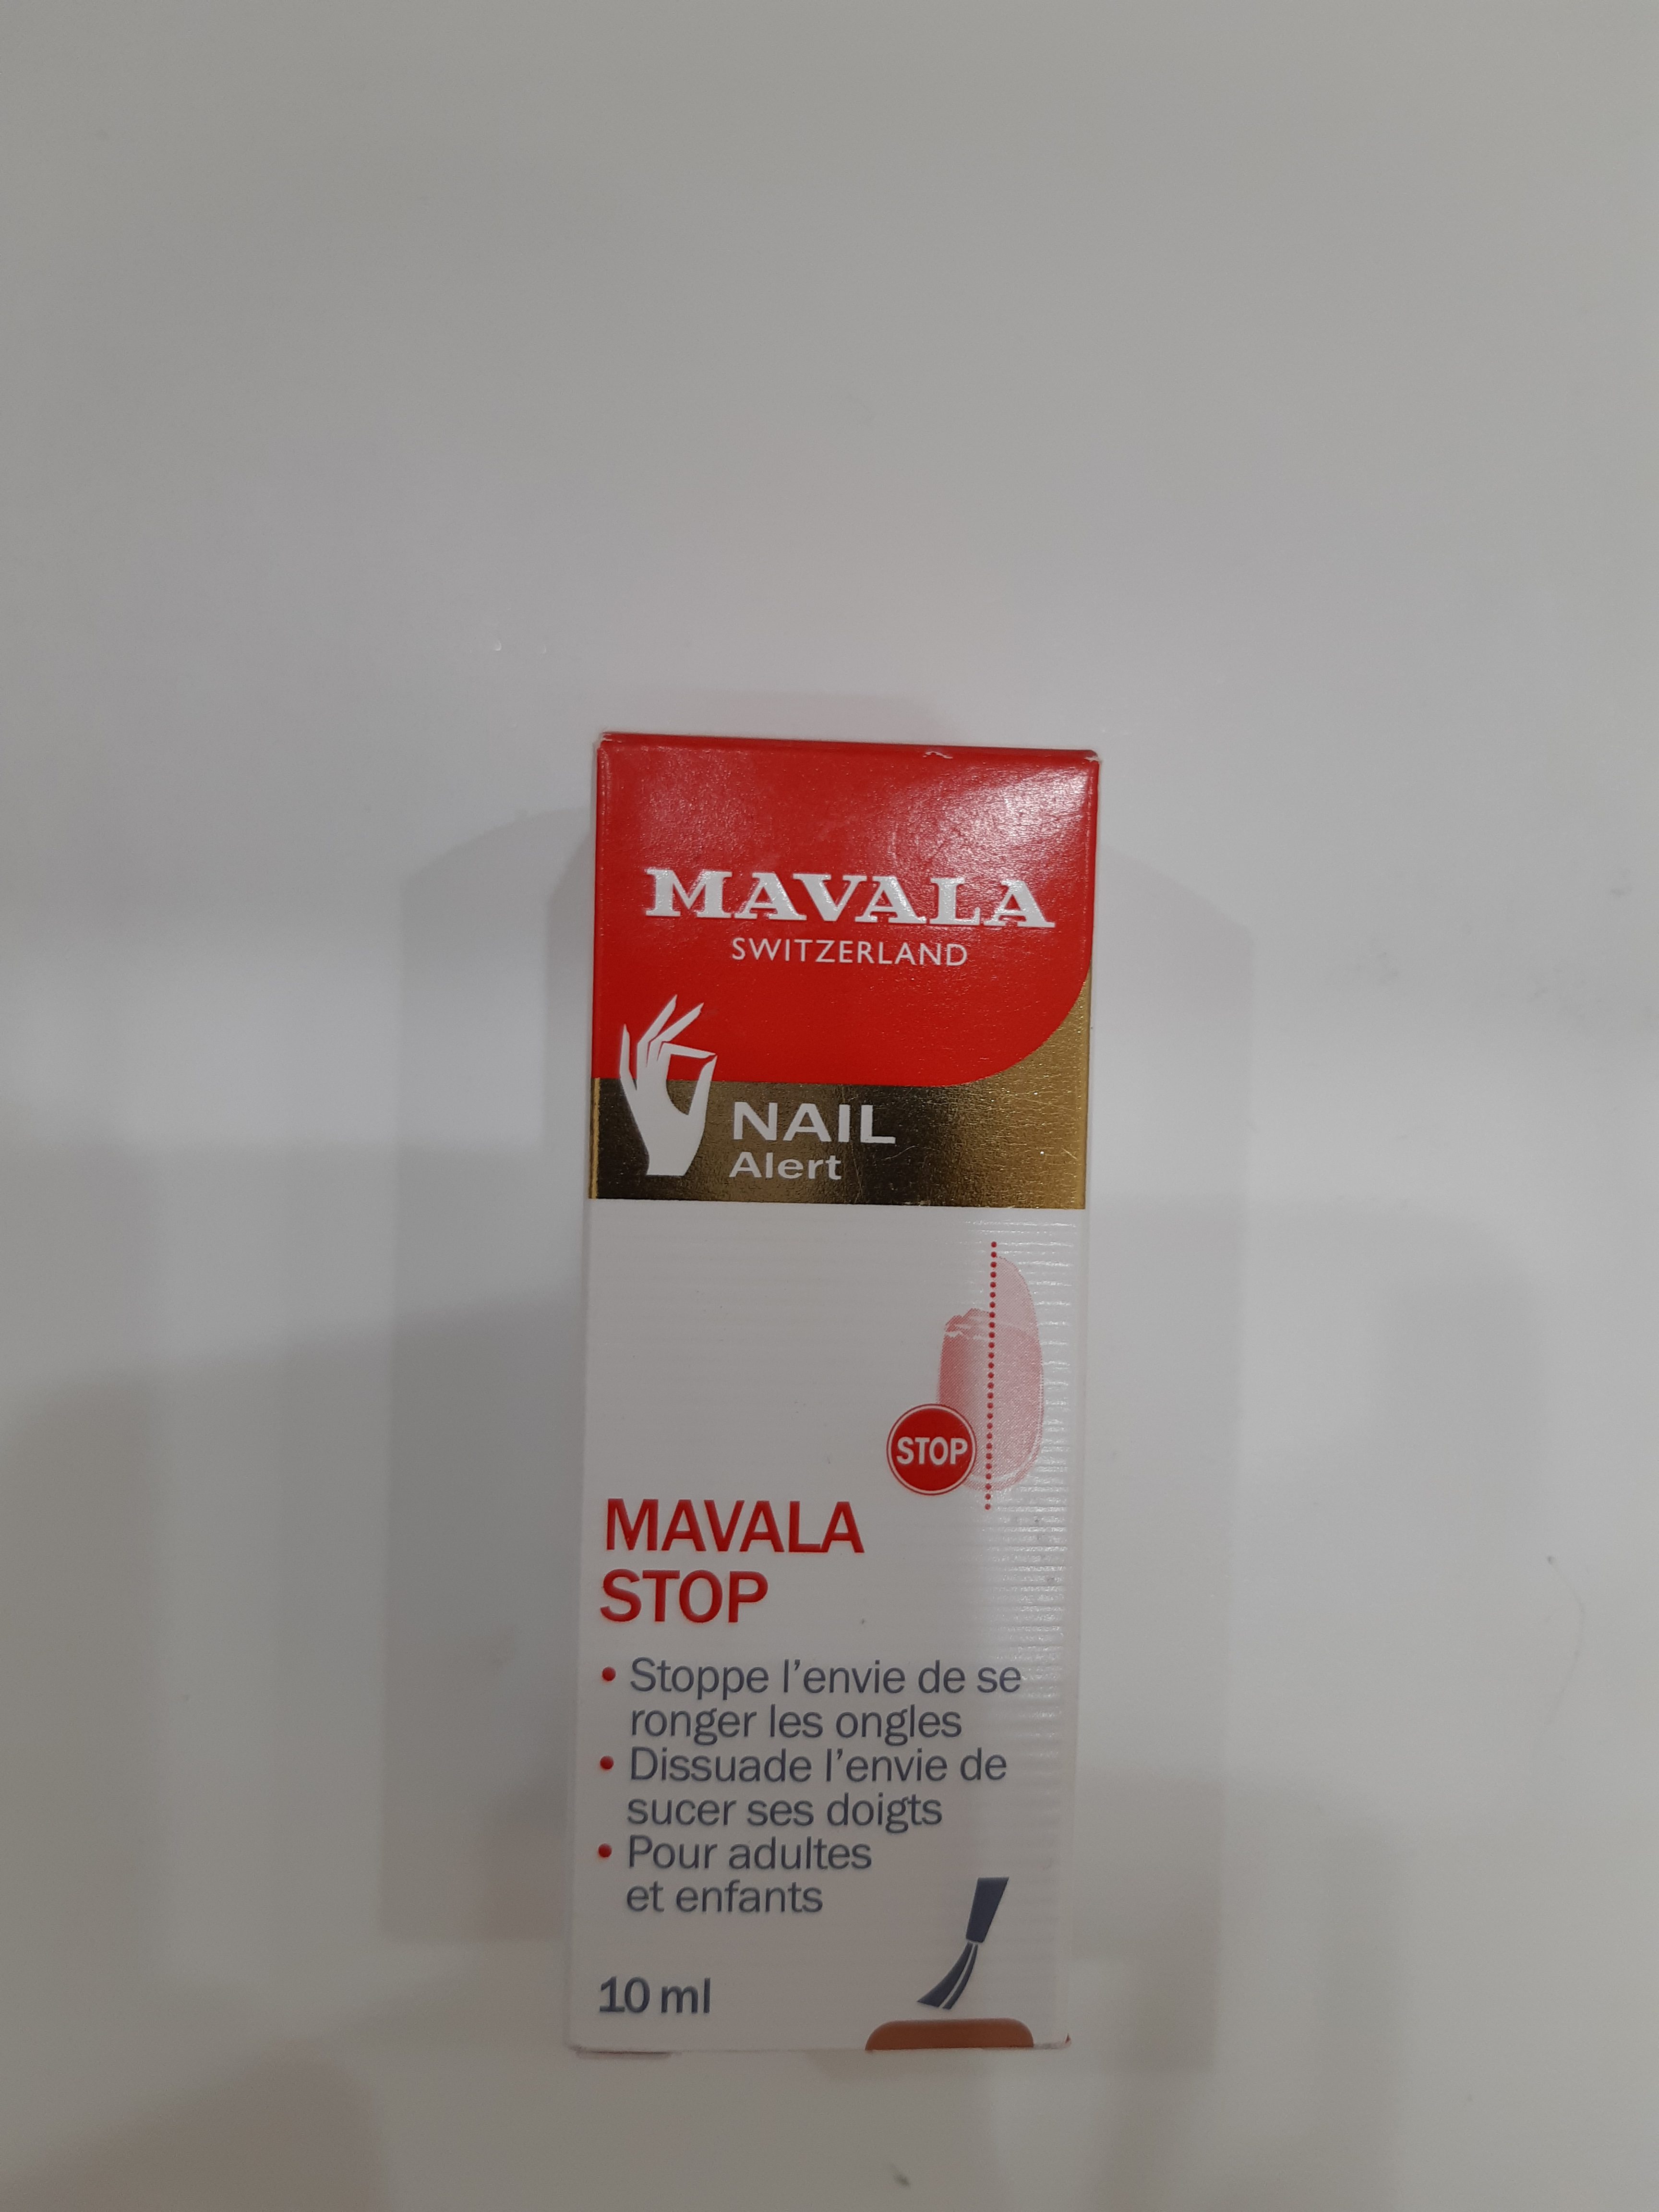 MAVALA
SWITZERLAND
NAIL
Alert
STOP
MAVALA
STOP
• Stoppe l'envie de se
ronger les ongles
• Dissuade l'envie de
sucer ses doigts
• Pour adultes
et enfants
10 ml